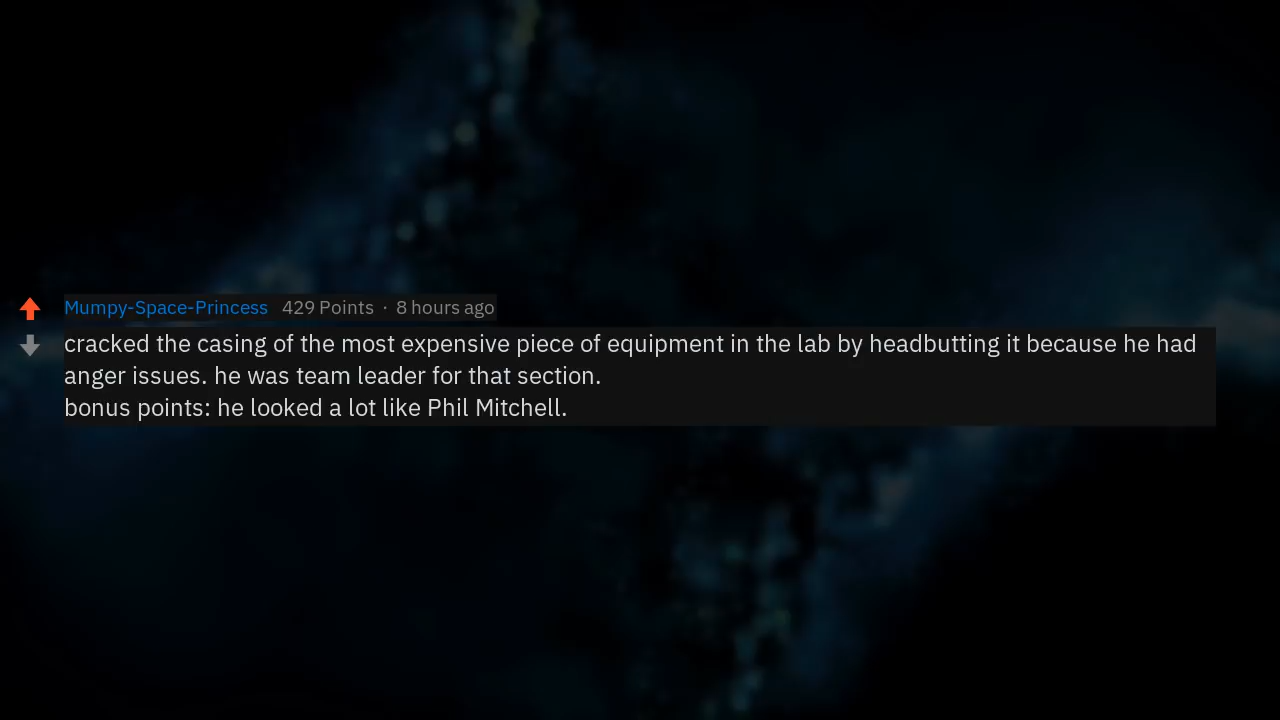 Mumpy-Space-Princess 429 Points · 8 hours ago
cracked the casing of the most expensive piece of equipment in the lab by headbutting it because he had
anger issues. he was team leader for that section.
bonus points: he looked a lot like Phil Mitchell.